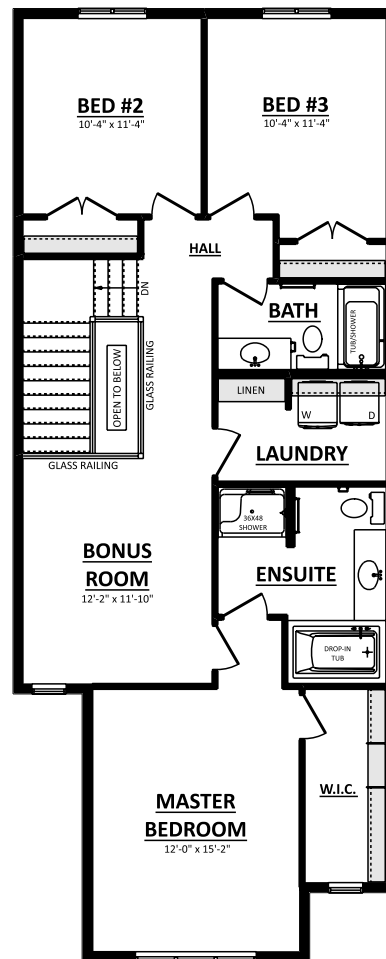 BED #2
10'-4" x 11'-4"
BED #3
10'-4" x 11'-4"
HALL
DN
BATH
TUB/SHOWER
OPEN TO BELOW
GLASS RAILING
GLASS RAILING
LINEN
W
D
LAUNDRY
36X48
SHOWER
BONUS
ROOM
12'-2" x 11'-10"
ENSUITE
DROP-IN
TUB
W.I.C.
MASTER
BEDROOM
12'-0" x 15'-2"